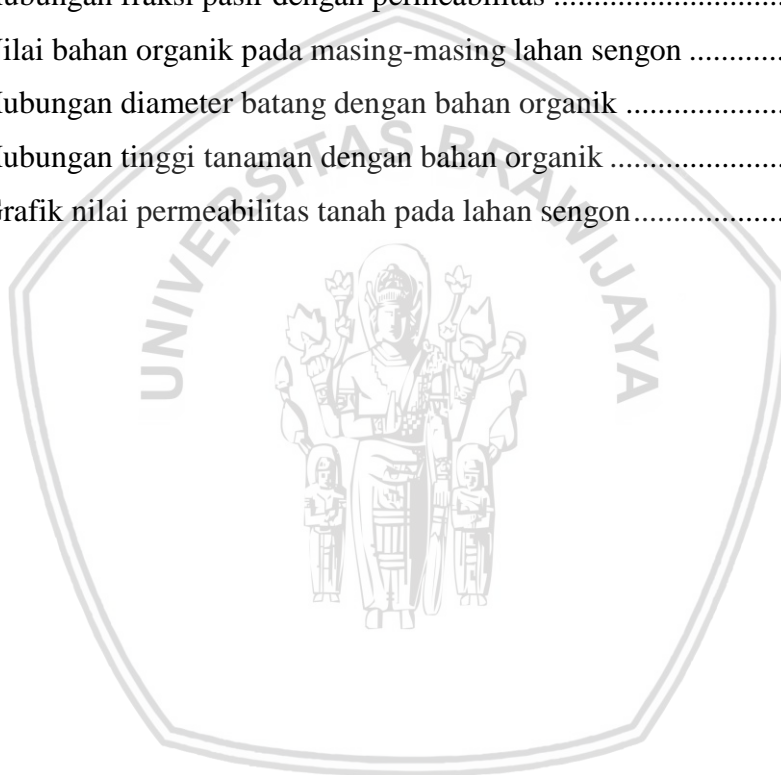 ubungan fraksi pasir dengan permeabilitas ............................
ilai bahan organik pada masing-masing lahan sengon ............
ubungan diameter batang dengan bahan organik ....................
ubungan tinggi tanaman dengan bahan organik ......................
rafik nilai permeabilitas tanah pada lahan sengon...................
UNIVERSITAS BRAWIJAYA